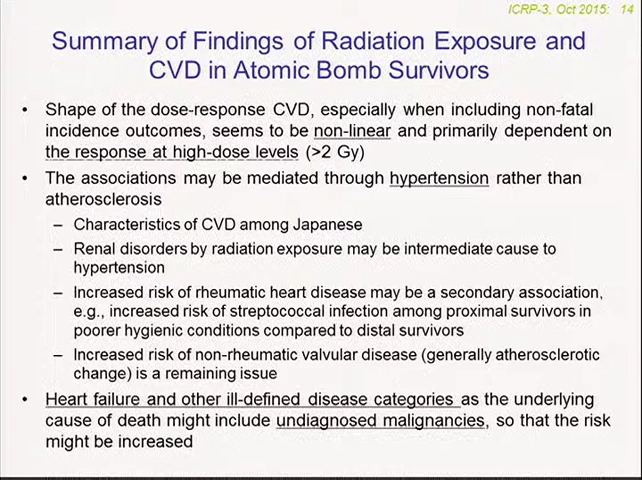 ICRP-3, Oct 2015: 14
Summary of Findings of Radiation Exposure and
CVD in Atomic Bomb Survivors
• Shape of the dose-response CVD, especially when including non-fatal
incidence outcomes, seems to be non-linear and primarily dependent on
the response at high-dose levels (>2 Gy)
• The associations may be mediated through hypertension rather than
atherosclerosis
– Characteristics of CVD among Japanese
– Renal disorders by radiation exposure may be intermediate cause to
hypertension
– Increased risk of rheumatic heart disease may be a secondary association,
e.g., increased risk of streptococcal infection among proximal survivors in
poorer hygienic conditions compared to distal survivors
– Increased risk of non-rheumatic valvular disease (generally atherosclerotic
change) is a remaining issue
• Heart failure and other ill-defined disease categories as the underlying
cause of death might include undiagnosed malignancies, so that the risk
might be increased